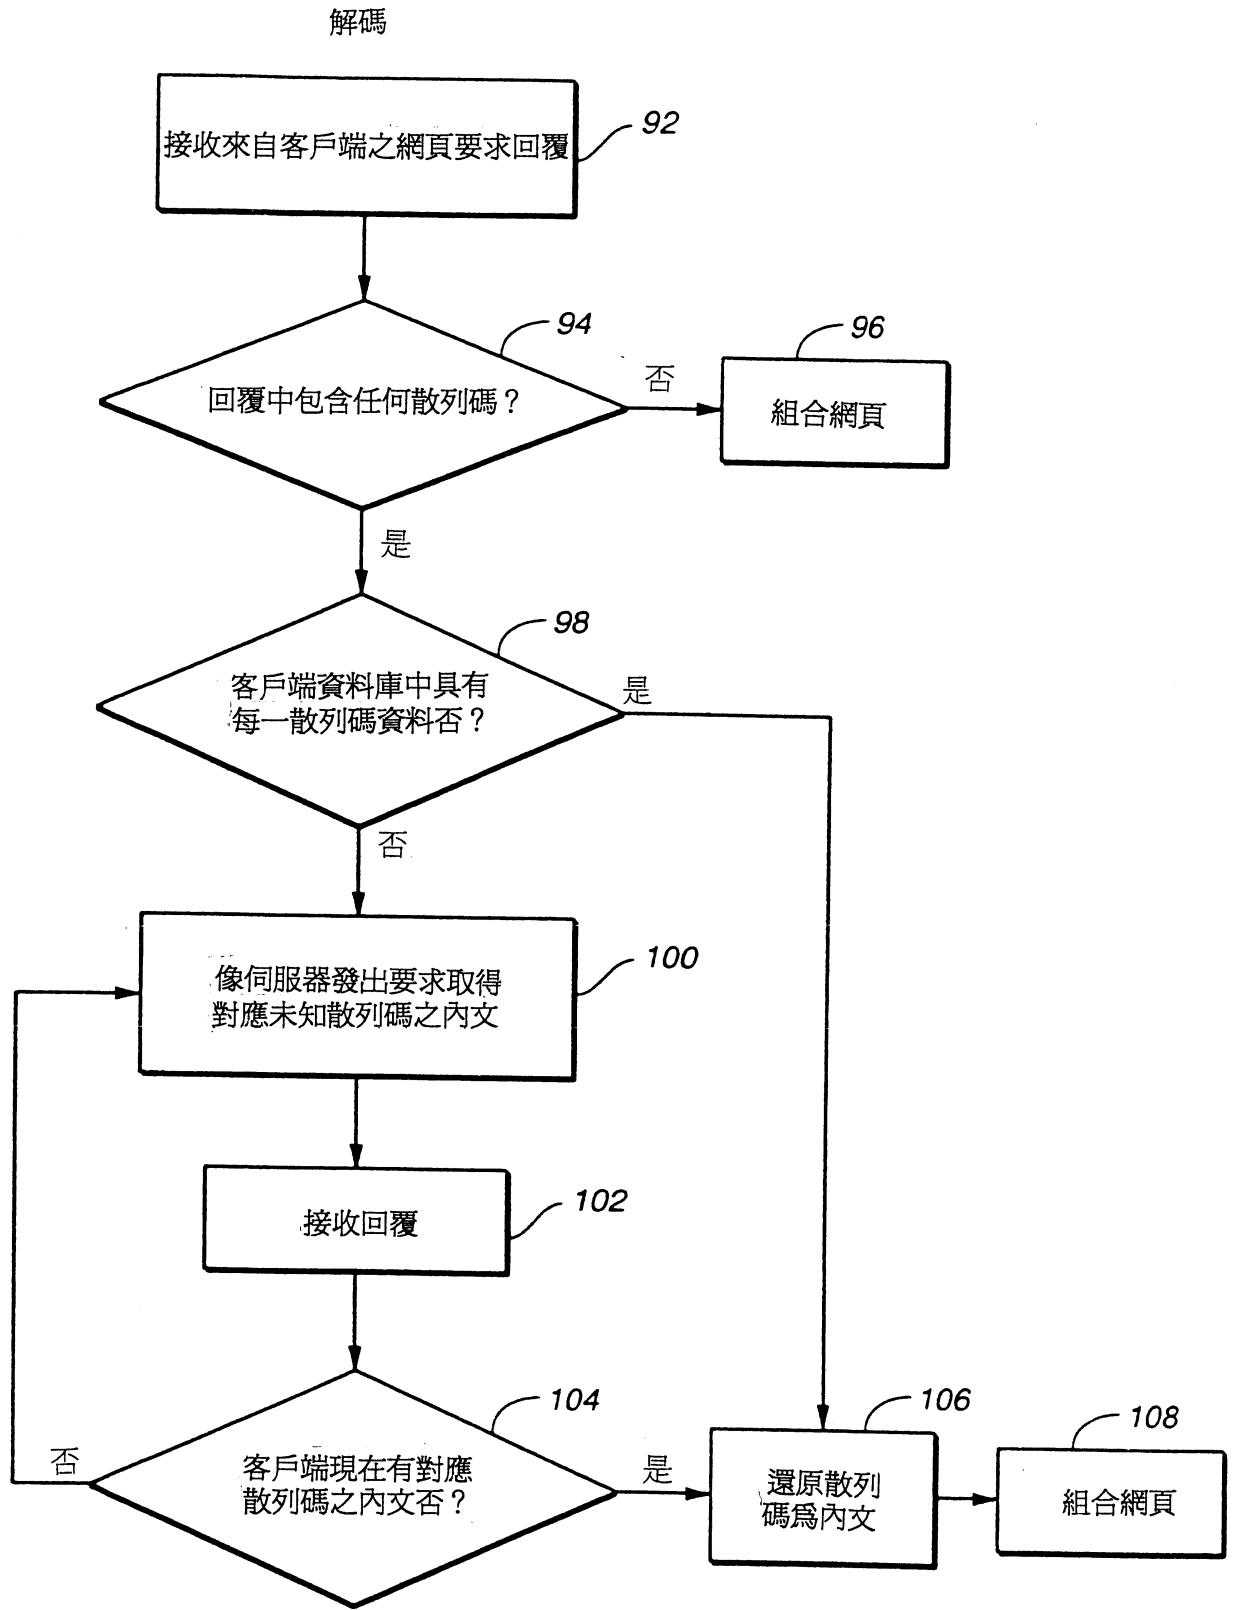 解碼
接收來自客戶端之網頁要求回覆
92
94
回覆中包含任何散列碼？
否
96
組合網頁
是
98
客戶端資料庫中具有
每一散列碼資料否？
是
否
100
像伺服器發出要求取得
對應未知散列碼之內文
102
接收回覆
104
客戶端現在有對應
散列碼之內文否？
否
是
106
還原散列
碼爲內文
108
組合網頁